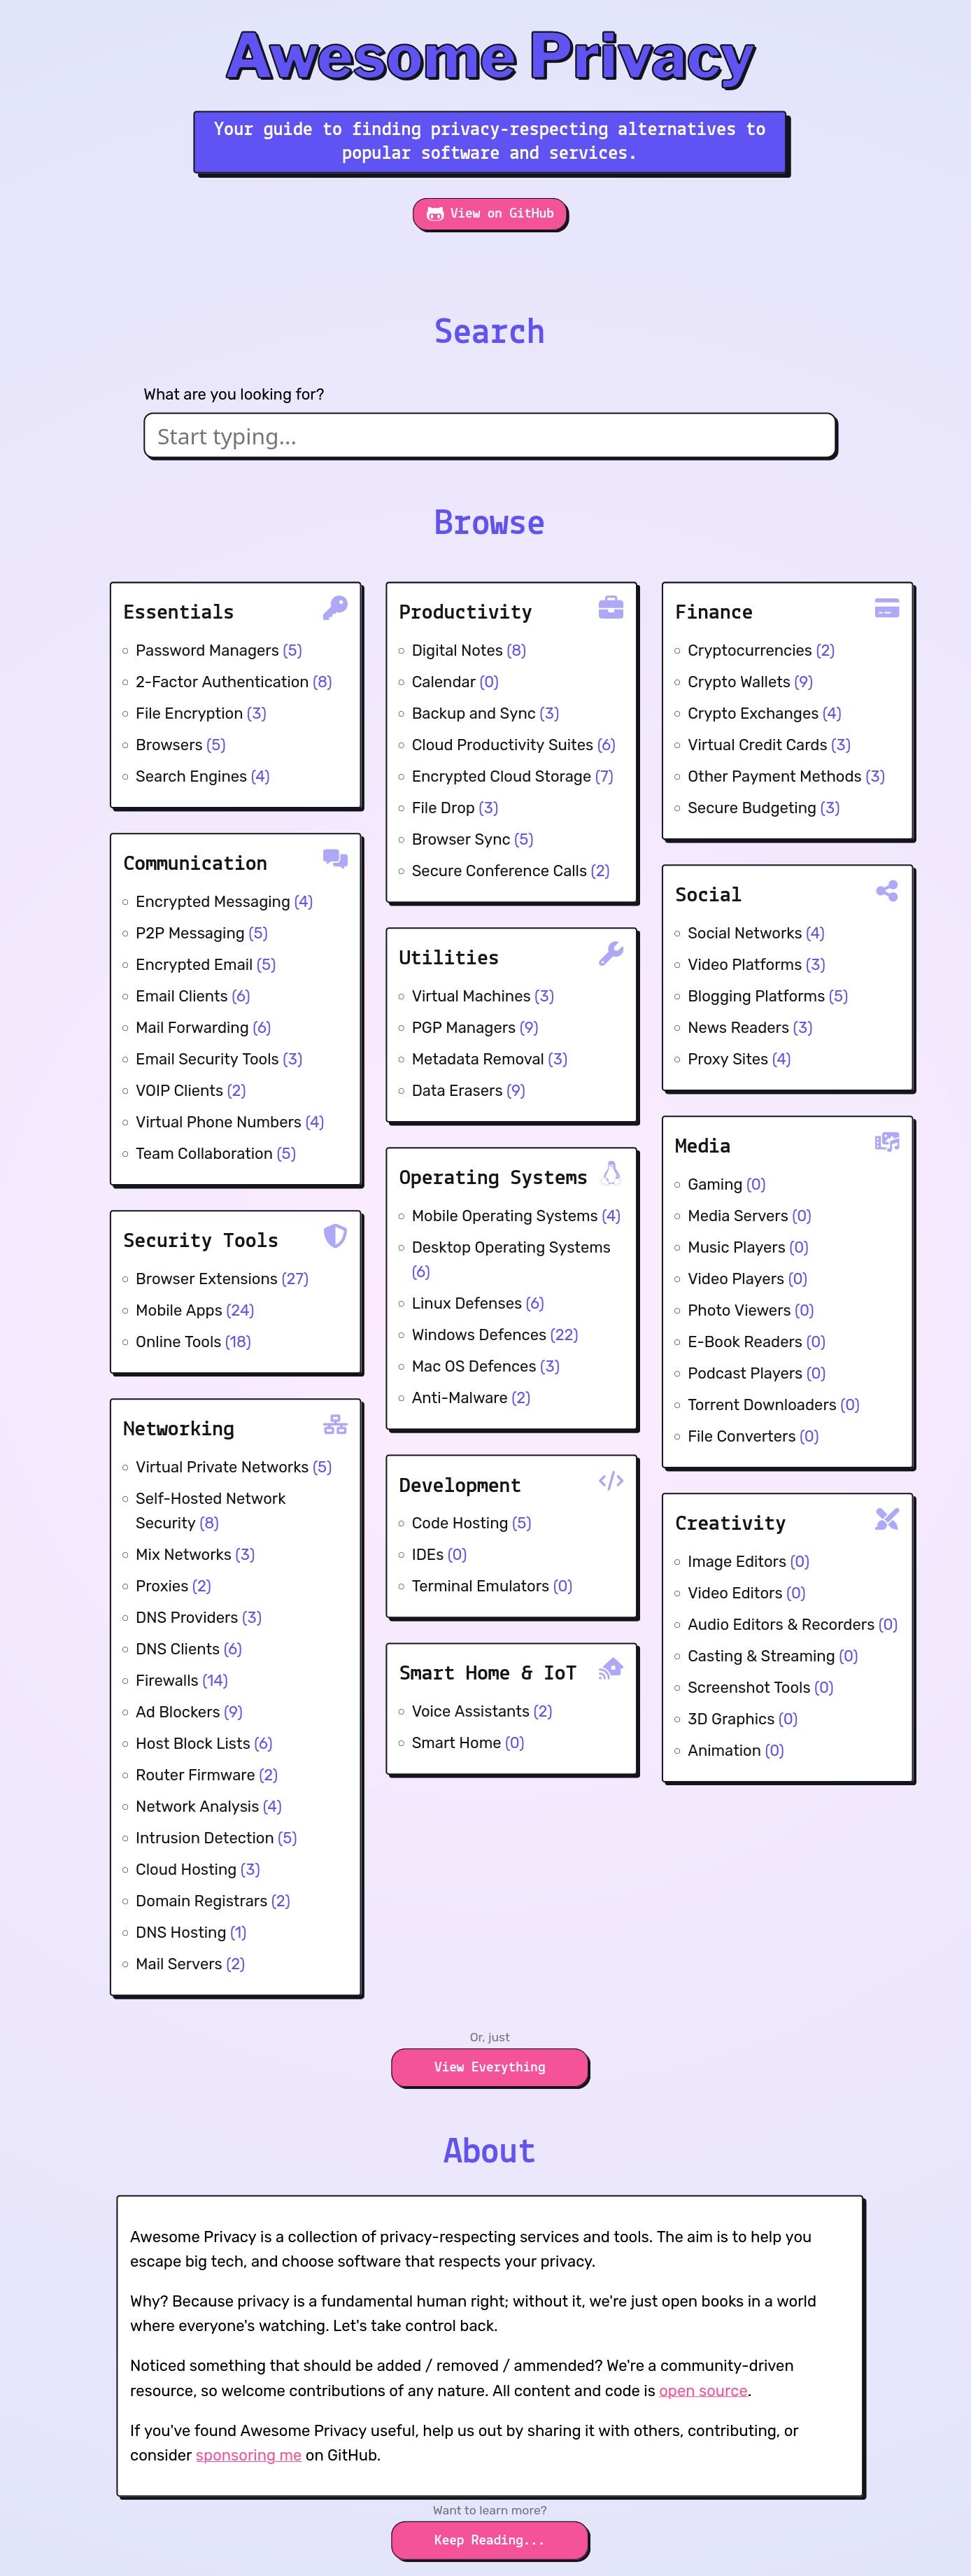 Awesome Privacy
Your guide to finding privacy-respecting alternatives to
popular software and services.
View on GitHub
Search
What are you looking for?
Start typing...
Browse
Essentials
Password Managers (5)
2-Factor Authentication (8)
File Encryption (3)
Browsers (5)
Search Engines (4)
Communication
Encrypted Messaging (4)
P2P Messaging (5)
Encrypted Email (5)
Email Clients (6)
Mail Forwarding (6)
Email Security Tools (3)
VOIP Clients (2)
Virtual Phone Numbers (4)
Team Collaboration (5)
Security Tools
Browser Extensions (27)
Mobile Apps (24)
Online Tools (18)
Networking
Virtual Private Networks (5)
Self-Hosted Network
Security (8)
Mix Networks (3)
Proxies (2)
DNS Providers (3)
DNS Clients (6)
Firewalls (14)
Ad Blockers (9)
Host Block Lists (6)
Router Firmware (2)
Network Analysis (4)
Intrusion Detection (5)
Cloud Hosting (3)
Domain Registrars (2)
DNS Hosting (1)
Mail Servers (2)
Productivity
Digital Notes (8)
Calendar (0)
Backup and Sync (3)
Cloud Productivity Suites (6)
Encrypted Cloud Storage (7)
File Drop (3)
Browser Sync (5)
Secure Conference Calls (2)
Utilities
Virtual Machines (3)
PGP Managers (9)
Metadata Removal (3)
Data Erasers (9)
Operating Systems
Mobile Operating Systems (4)
Desktop Operating Systems
(6)
Linux Defenses (6)
Windows Defences (22)
Mac OS Defences (3)
Anti-Malware (2)
Development
Code Hosting (5)
IDEs (0)
Terminal Emulators (0)
Smart Home & IoT
Voice Assistants (2)
Smart Home (0)
Finance
Cryptocurrencies (2)
Crypto Wallets (9)
Crypto Exchanges (4)
Virtual Credit Cards (3)
Other Payment Methods (3)
Secure Budgeting (3)
Social
Social Networks (4)
Video Platforms (3)
Blogging Platforms (5)
News Readers (3)
Proxy Sites (4)
Media
Gaming (0)
Media Servers (0)
Music Players (0)
Video Players (0)
Photo Viewers (0)
E-Book Readers (0)
Podcast Players (0)
Torrent Downloaders (0)
File Converters (0)
Creativity
Image Editors (0)
Video Editors (0)
Audio Editors & Recorders (0)
Casting & Streaming (0)
Screenshot Tools (0)
3D Graphics (0)
Animation (0)
Or, just
View Everything
About
Awesome Privacy is a collection of privacy-respecting services and tools. The aim is to help you
escape big tech, and choose software that respects your privacy.
Why? Because privacy is a fundamental human right; without it, we're just open books in a world
where everyone's watching. Let's take control back.
Noticed something that should be added / removed / ammended? We're a community-driven
resource, so welcome contributions of any nature. All content and code is open source.
If you've found Awesome Privacy useful, help us out by sharing it with others, contributing, or
consider sponsoring me on GitHub.
Want to learn more?
Keep Reading...